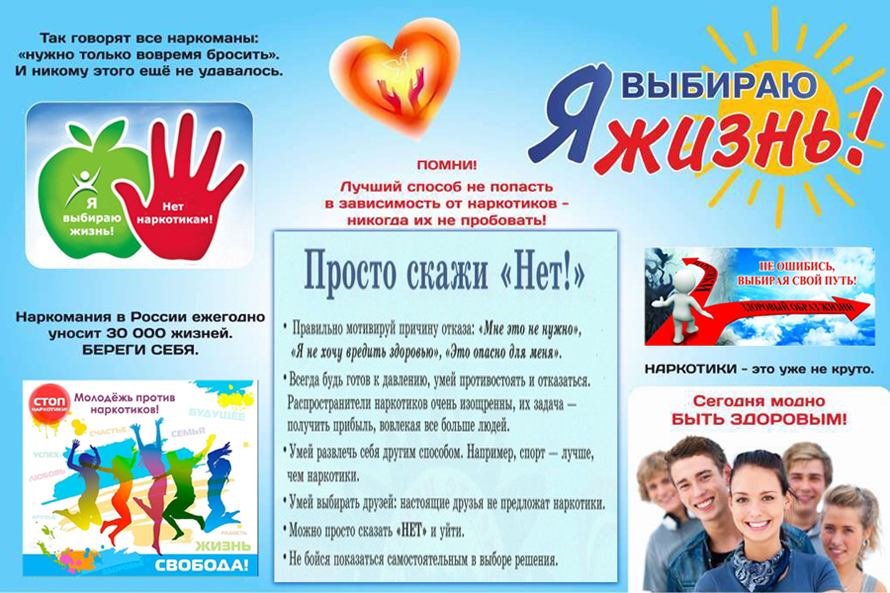 Так говорят все наркоманы:
«нужно только вовремя бросить».
И никому этого ещё не удавалось.
Я
выбираю
жизнь!
Нет
наркотикам!
Наркомания в России ежегодно
уносит 30 000 жизней.
БЕРЕГИ СЕБЯ.
СТОП
НАРКОТИКИ!
Молодёжь против
наркотиков!
БУДУЩЕЕ
СЧАСТЬЕ
СЕМЬЯ
УСПЕХ
ЛЮБОВЬ
ДРУЗЬЯ
РАДОСТЬ
ЖИЗНЬ
СВОБОДА!
ЗДОРОВЬЕ
ПОМНИ!
Лучший способ не попасть
в зависимость от наркотиков -
никогда их не пробовать!
Просто скажи «Нет!»
• Правильно мотивируй причину отказа: «Мне это не нужно»,
«Я не хочу вредить здоровью», «Это опасно для меня».
• Всегда будь готов к давлению, умей противостоять и отказаться.
Распространители наркотиков очень изощренны, их задача —
получить прибыль, вовлекая все больше людей.
• Умей развлечь себя другим способом. Например, спорт — лучше,
чем наркотики.
• Умей выбирать друзей: настоящие друзья не предложат наркотики.
• Можно просто сказать «НЕТ» и уйти.
• Не бойся показаться самостоятельным в выборе решения.
Я ВЫБИРАЮ
ЖИЗНЬ!
НЕ ОШИБИСЬ,
ВЫБИРАЯ СВОЙ ПУТЬ!
ЗДОРОВЫЙ ОБРАЗ ЖИЗНИ
НАРКОТИКИ - это уже не круто.
Сегодня модно
БЫТЬ ЗДОРОВЫМ!